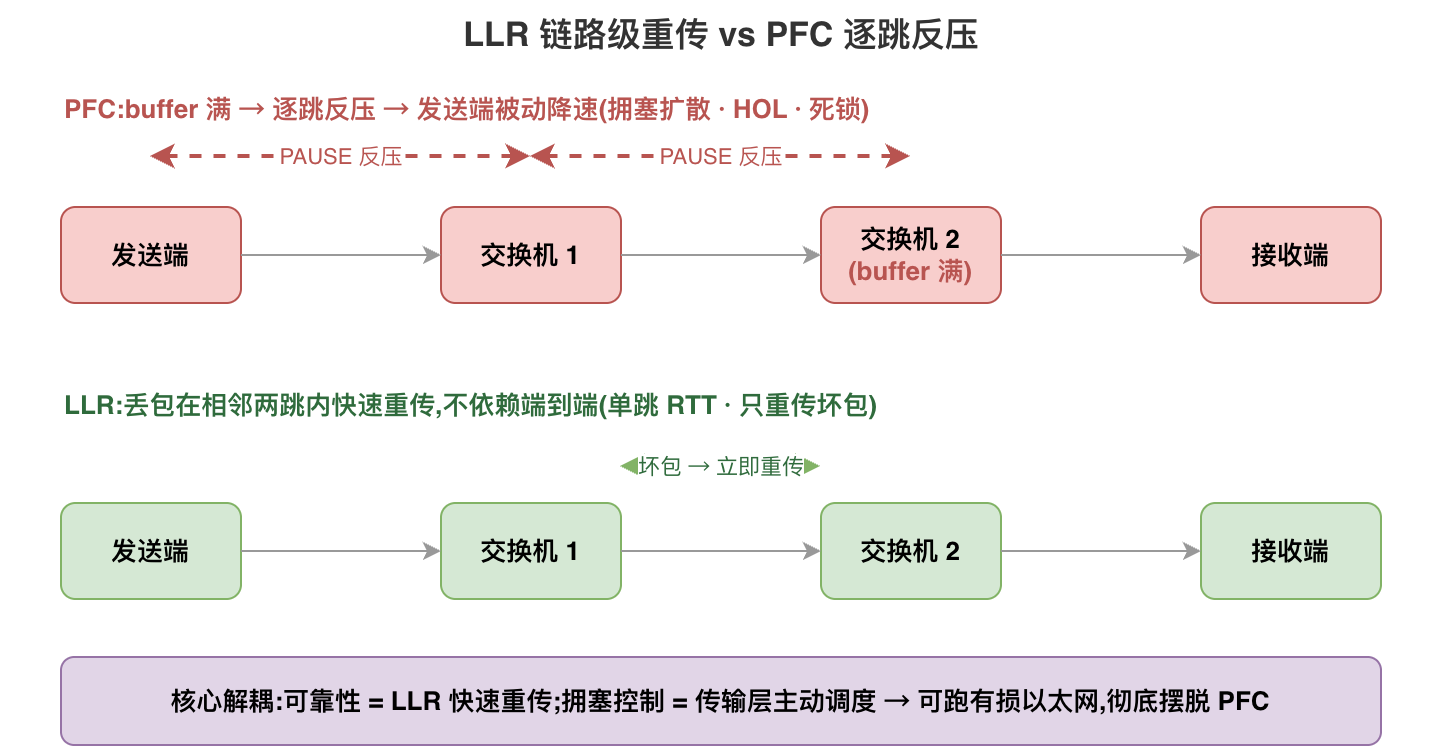 LLR 链路级重传 vs PFC 逐跳反压
PFC:buffer 满 → 逐跳反压 → 发送端被动降速(拥塞扩散 · HOL · 死锁)
PAUSE 反压
PAUSE 反压
发送端
交换机 1
交换机 2
(buffer 满)
接收端
LLR:丢包在相邻两跳内快速重传,不依赖端到端(单跳 RTT · 只重传坏包)
坏包 → 立即重传
发送端
交换机 1
交换机 2
接收端
核心解耦:可靠性 = LLR 快速重传;拥塞控制 = 传输层主动调度 → 可跑有损以太网,彻底摆脱 PFC